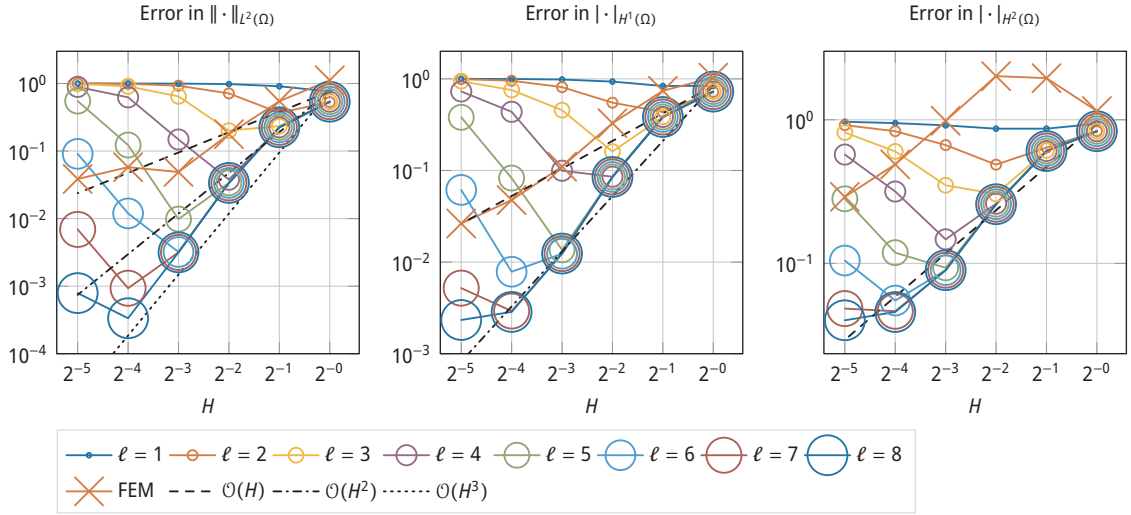 Error in ‖ · ‖_{L²(Ω)}
10⁰
10⁻¹
10⁻²
10⁻³
10⁻⁴
2⁻⁵ 2⁻⁴ 2⁻³ 2⁻² 2⁻¹ 2⁻⁰
H
Error in | · |_{H¹(Ω)}
10⁰
10⁻¹
10⁻²
10⁻³
2⁻⁵ 2⁻⁴ 2⁻³ 2⁻² 2⁻¹ 2⁻⁰
H
Error in | · |_{H²(Ω)}
10⁰
10⁻¹
2⁻⁵ 2⁻⁴ 2⁻³ 2⁻² 2⁻¹ 2⁻⁰
H
ℓ = 1 ℓ = 2 ℓ = 3 ℓ = 4 ℓ = 5 ℓ = 6 ℓ = 7 ℓ = 8
FEM 𝒪(H) 𝒪(H²) 𝒪(H³)